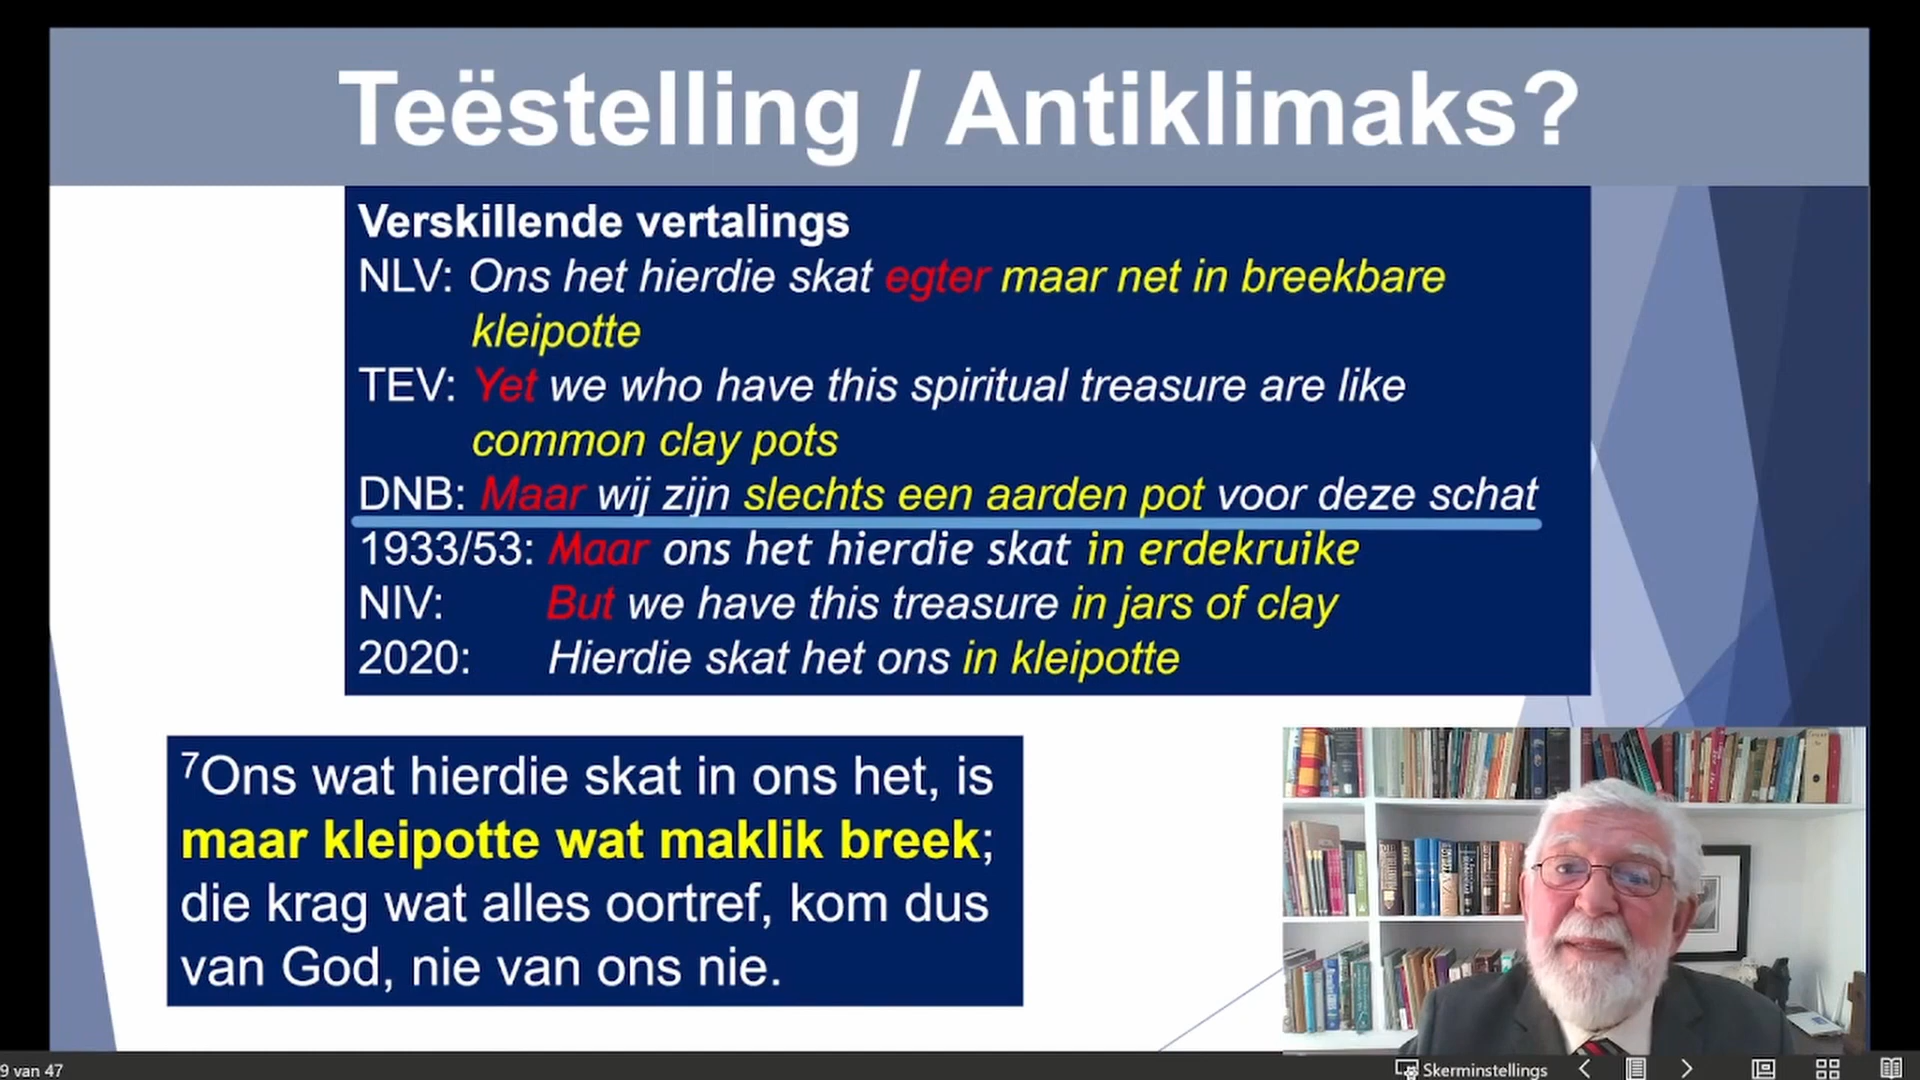 Teëstelling / Antiklimaks?
Verskillende vertalings
NLV: Ons het hierdie skat egter maar net in breekbare
kleipotte
TEV: Yet we who have this spiritual treasure are like
common clay pots
DNB: Maar wij zijn slechts een aarden pot voor deze schat
1933/53: Maar ons het hierdie skat in erdekruike
NIV: But we have this treasure in jars of clay
2020: Hierdie skat het ons in kleipotte
⁷Ons wat hierdie skat in ons het, is
maar kleipotte wat maklik breek;
die krag wat alles oortref, kom dus
van God, nie van ons nie.
9 van 47
Skerminstellings